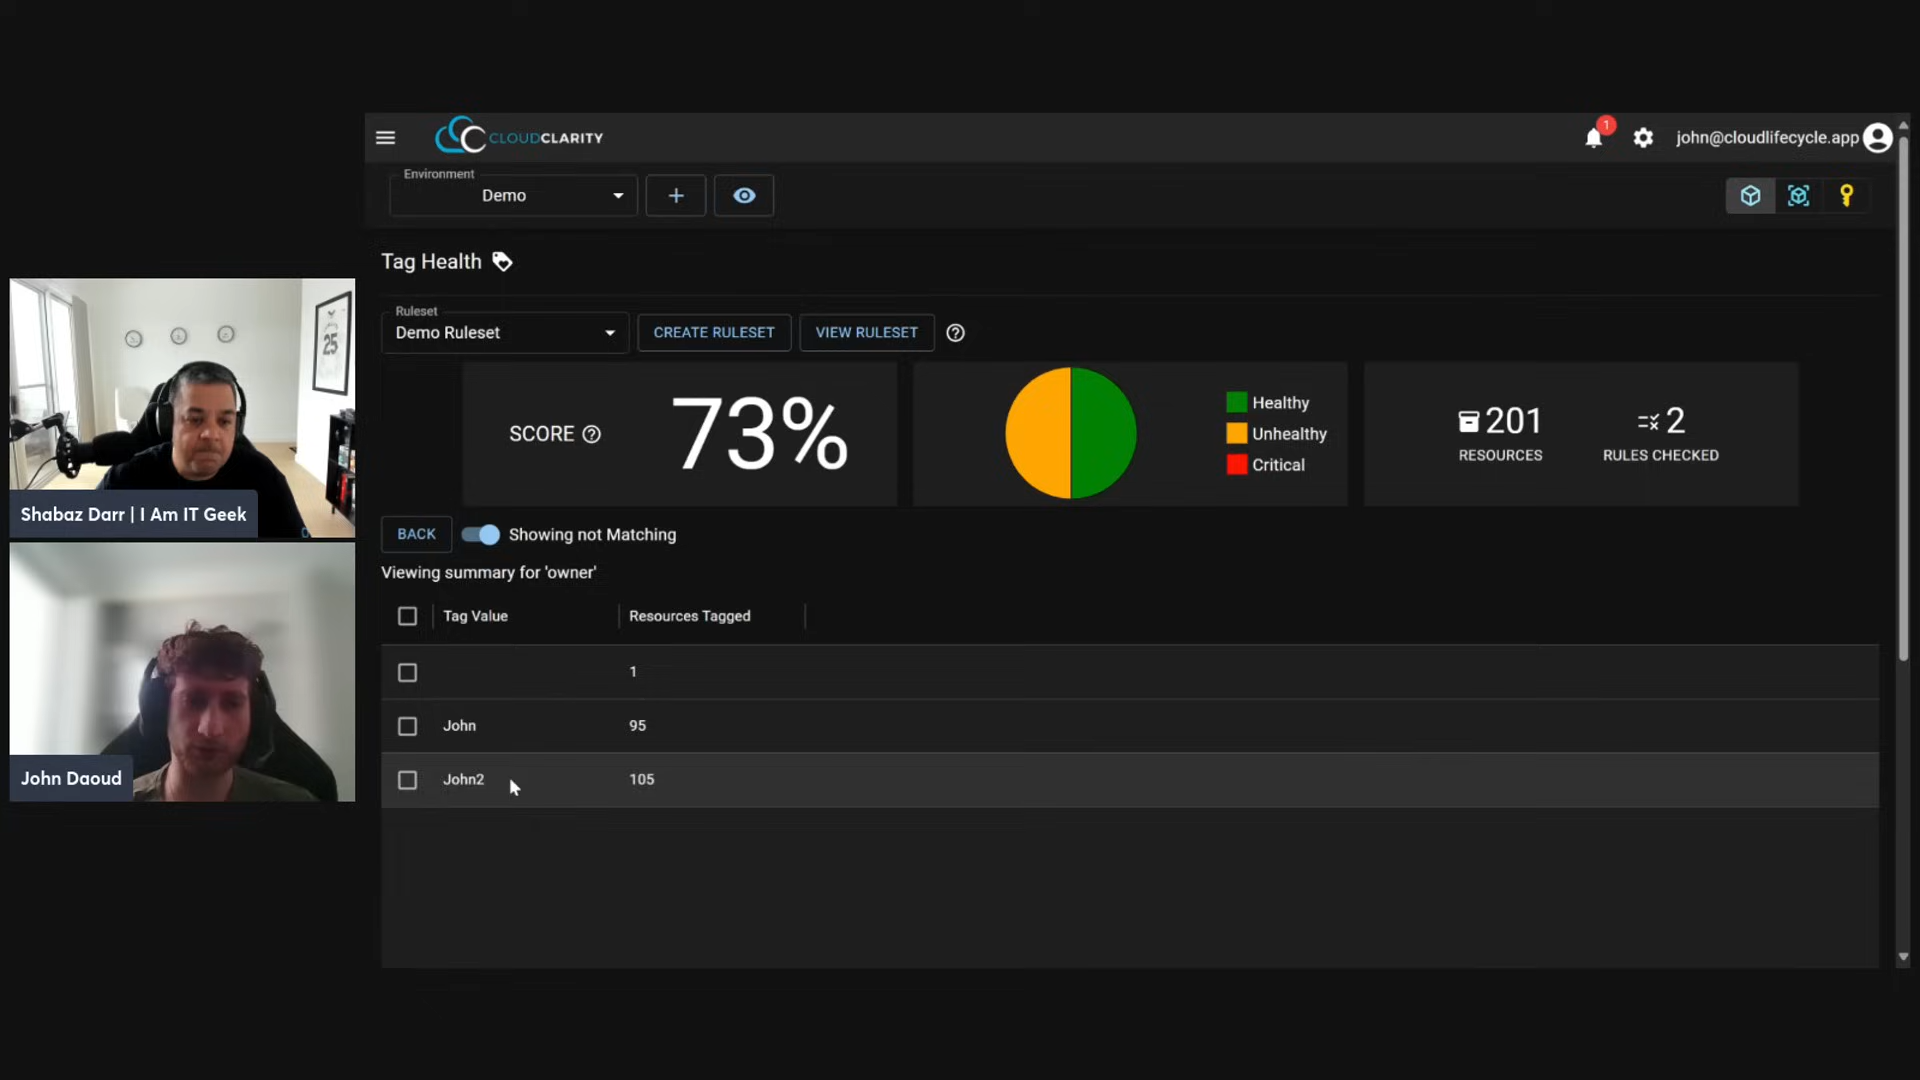 CLOUDCLARITY
1
john@cloudlifecycle.app
Environment
Demo
Tag Health
Ruleset
Demo Ruleset
CREATE RULESET
VIEW RULESET
SCORE
73%
Healthy
Unhealthy
Critical
201
RESOURCES
2
RULES CHECKED
BACK
Showing not Matching
Viewing summary for 'owner'
Tag Value
Resources Tagged
1
John
95
John2
105
25
Shabaz Darr | I Am IT Geek
John Daoud